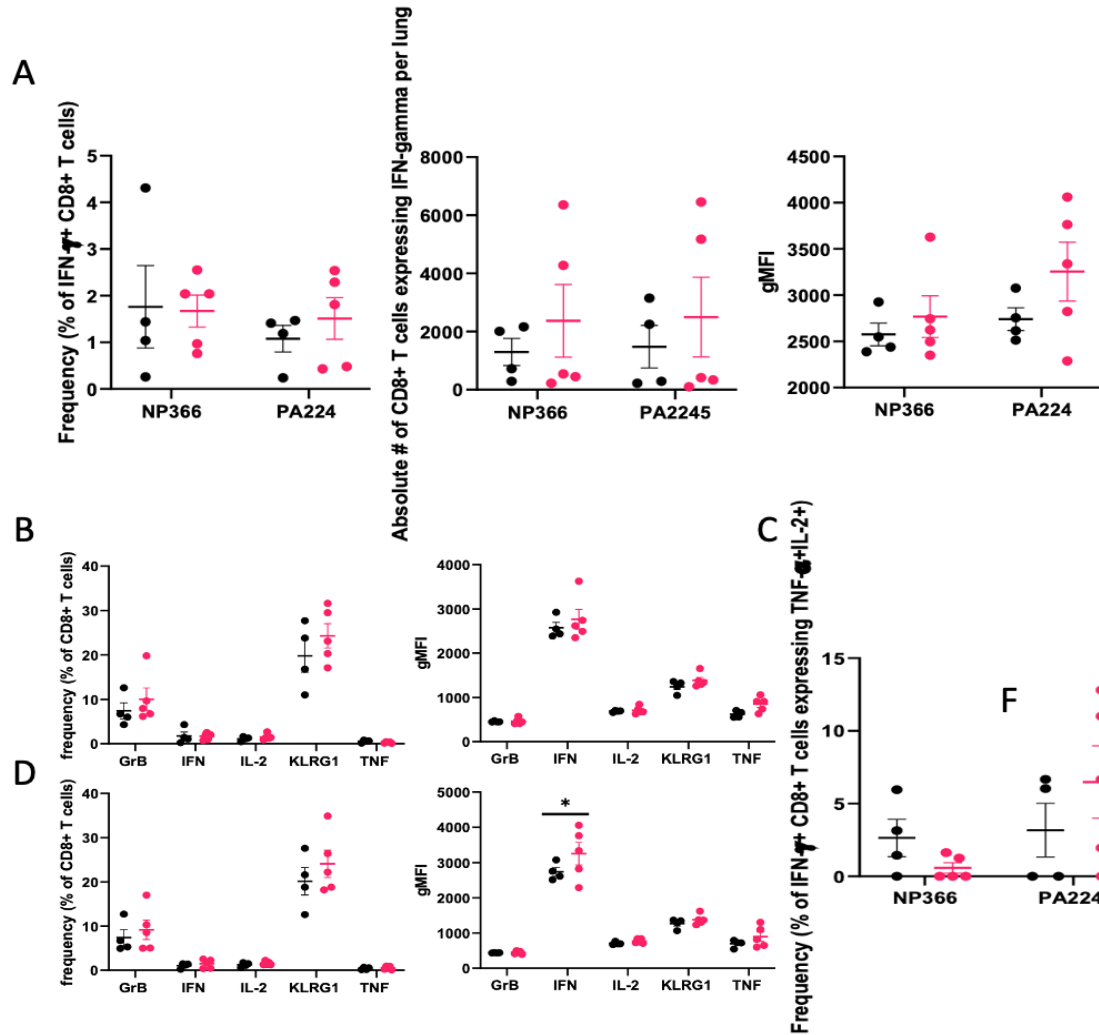 A
Frequency (% of IFN-γ+ CD8+ T cells)
5
4
3
2
1
0
NP366
PA224
Absolute # of CD8+ T cells expressing IFN-gamma per lung
8000
6000
4000
2000
0
NP366
PA2245
gMFI
4500
4000
3500
3000
2500
2000
NP366
PA224
B
frequency (% of CD8+ T cells)
40
30
20
10
0
GrB
IFN
IL-2
KLRG1
TNF
gMFI
4000
3000
2000
1000
0
GrB
IFN
IL-2
KLRG1
TNF
C
Frequency (% of IFN-γ+ CD8+ T cells expressing TNF-α+IL-2+)
15
10
5
0
NP366
PA224
F
D
frequency (% of CD8+ T cells)
40
30
20
10
0
GrB
IFN
IL-2
KLRG1
TNF
gMFI
5000
4000
3000
2000
1000
0
*
GrB
IFN
IL-2
KLRG1
TNF